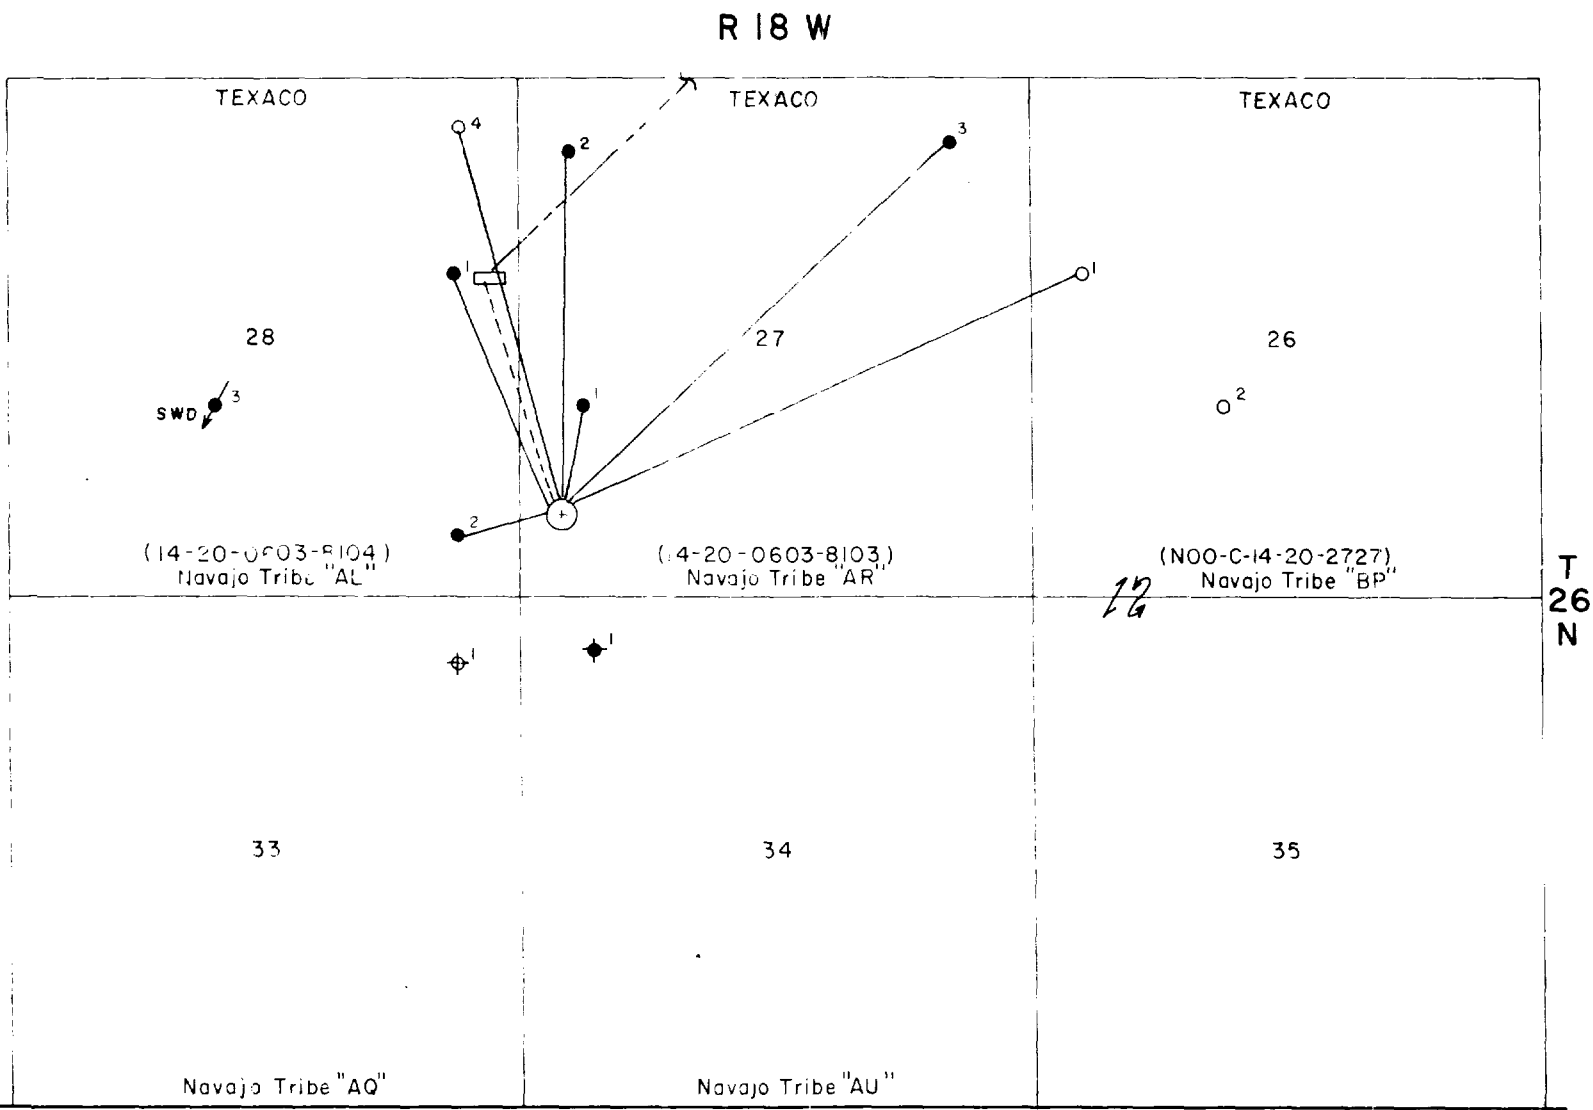 R 18 W
TEXACO
TEXACO
TEXACO
4
2
3
1
1
28
27
26
3
SWD
1
2
2
(14-20-0603-8104)
Navajo Tribe "AL"
(14-20-0603-8103)
Navajo Tribe "AR"
(NOO-C-14-20-2727)
Navajo Tribe "BP"
T
26
N
1
1
33
34
35
Navajo Tribe "AQ"
Navajo Tribe "AU"